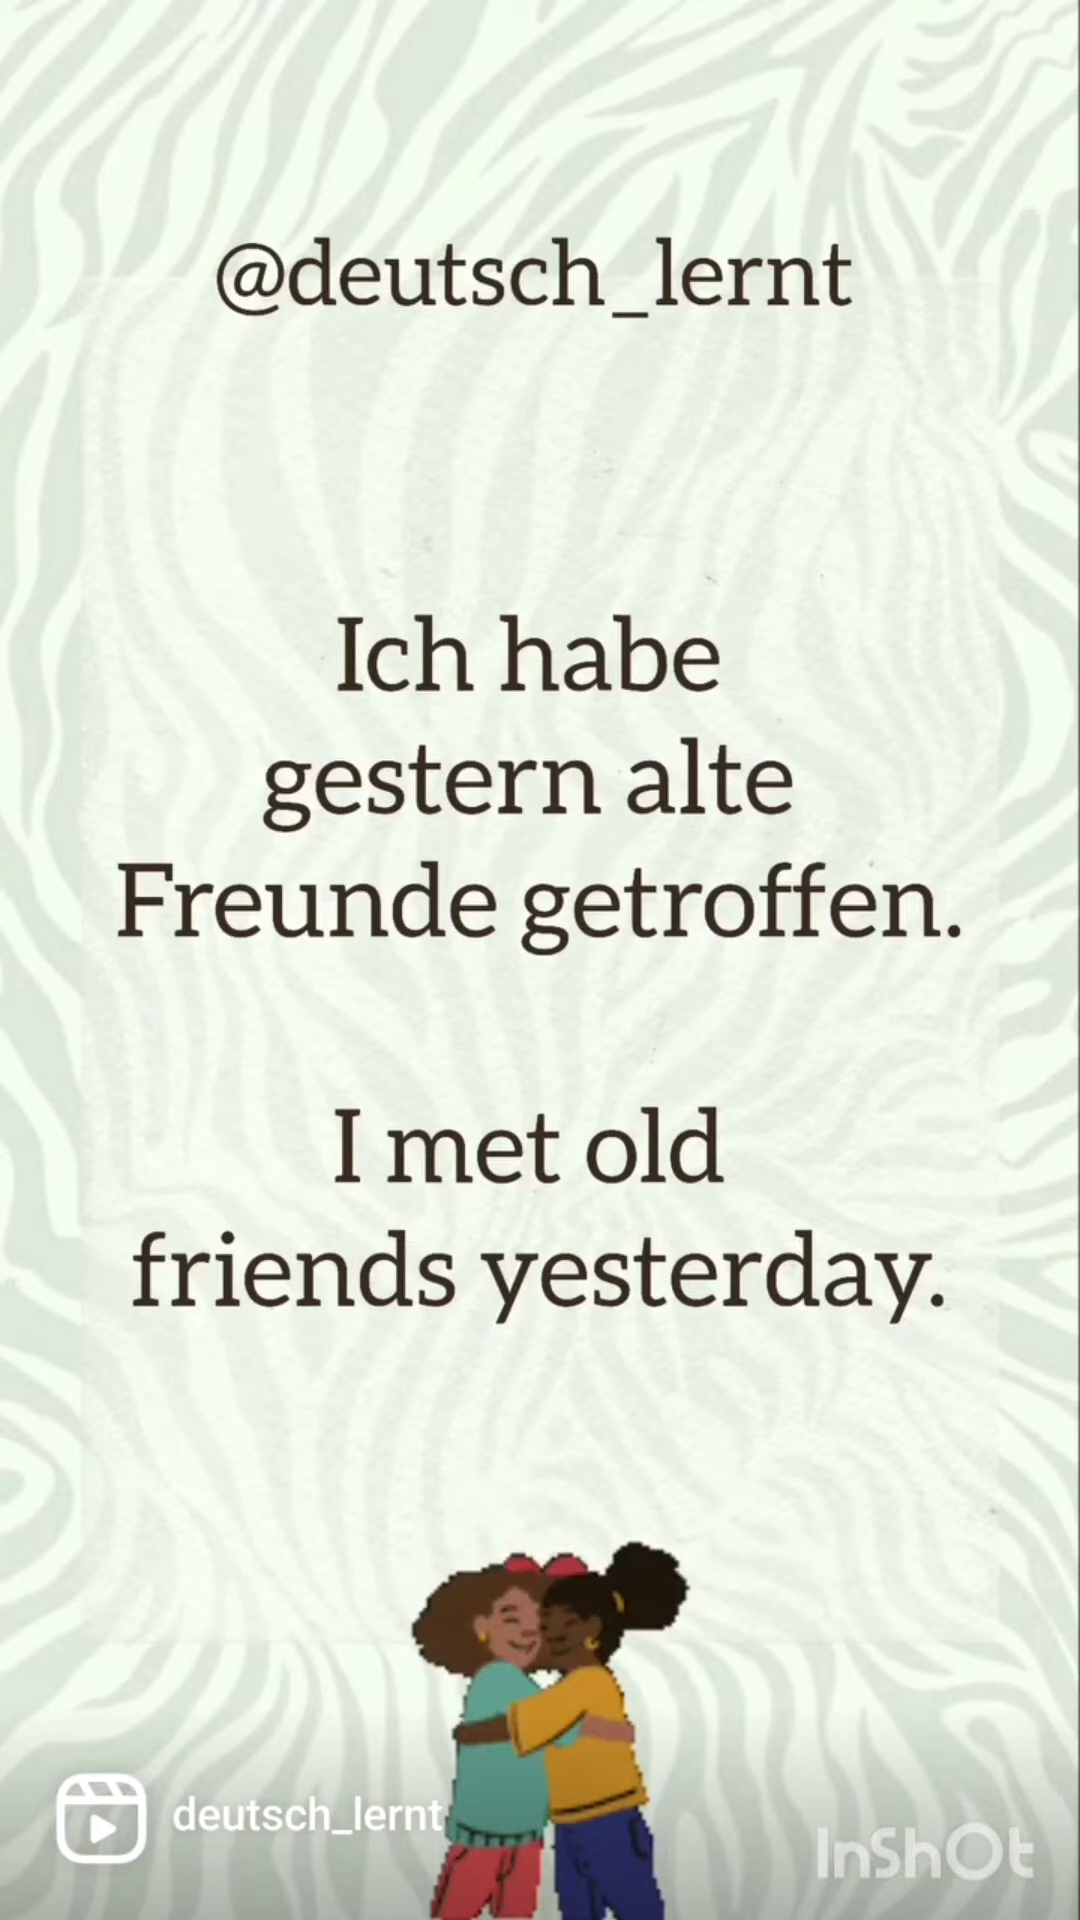 @deutsch_lernt
Ich habe
gestern alte
Freunde getroffen.
I met old
friends yesterday.
deutsch_lernt
InShOt